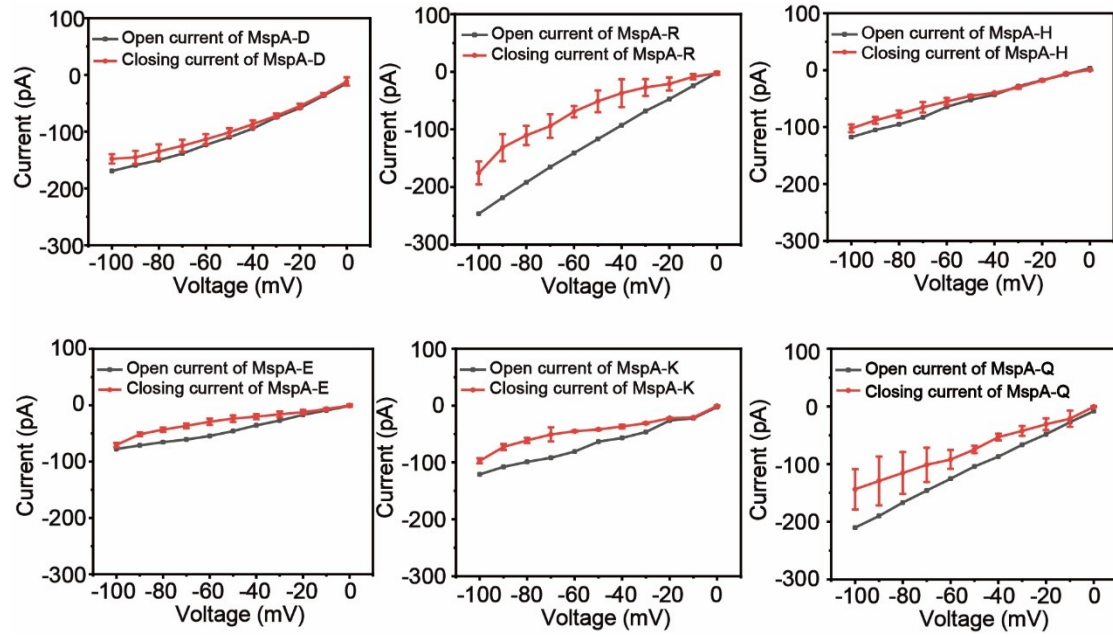 Open current of MspA-D
Closing current of MspA-D
100
0
-100
-200
-300
Current (pA)
-100 -80 -60 -40 -20 0
Voltage (mV)
Open current of MspA-R
Closing current of MspA-R
100
0
-100
-200
-300
Current (pA)
-100 -80 -60 -40 -20 0
Voltage (mV)
Open current of MspA-H
Closing current of MspA-H
100
0
-100
-200
-300
Current (pA)
-100 -80 -60 -40 -20 0
Voltage (mV)
Open current of MspA-E
Closing current of MspA-E
100
0
-100
-200
-300
Current (pA)
-100 -80 -60 -40 -20 0
Voltage (mV)
Open current of MspA-K
Closing current of MspA-K
100
0
-100
-200
-300
Current (pA)
-100 -80 -60 -40 -20 0
Voltage (mV)
Open current of MspA-Q
Closing current of MspA-Q
100
0
-100
-200
-300
Current (pA)
-100 -80 -60 -40 -20 0
Voltage (mV)